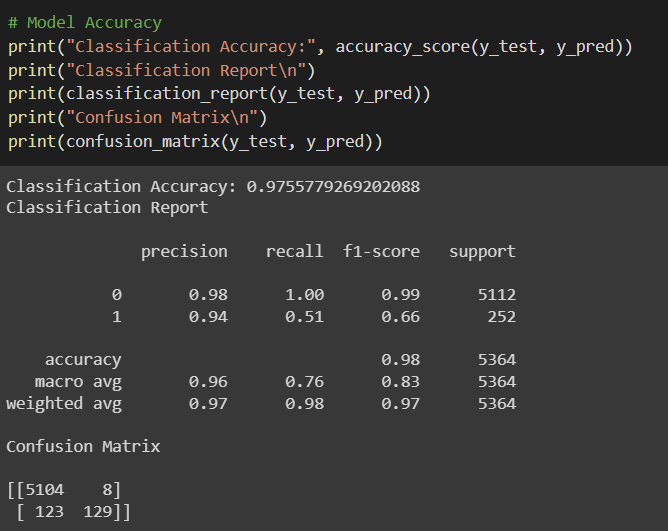 # Model Accuracy
print("Classification Accuracy:", accuracy_score(y_test, y_pred))
print("Classification Report\n")
print(classification_report(y_test, y_pred))
print("Confusion Matrix\n")
print(confusion_matrix(y_test, y_pred))
Classification Accuracy: 0.9755779269202088
Classification Report
precision recall f1-score support
0 0.98 1.00 0.99 5112
1 0.94 0.51 0.66 252
accuracy 0.98 5364
macro avg 0.96 0.76 0.83 5364
weighted avg 0.97 0.98 0.97 5364
Confusion Matrix
[[5104 8]
[ 123 129]]